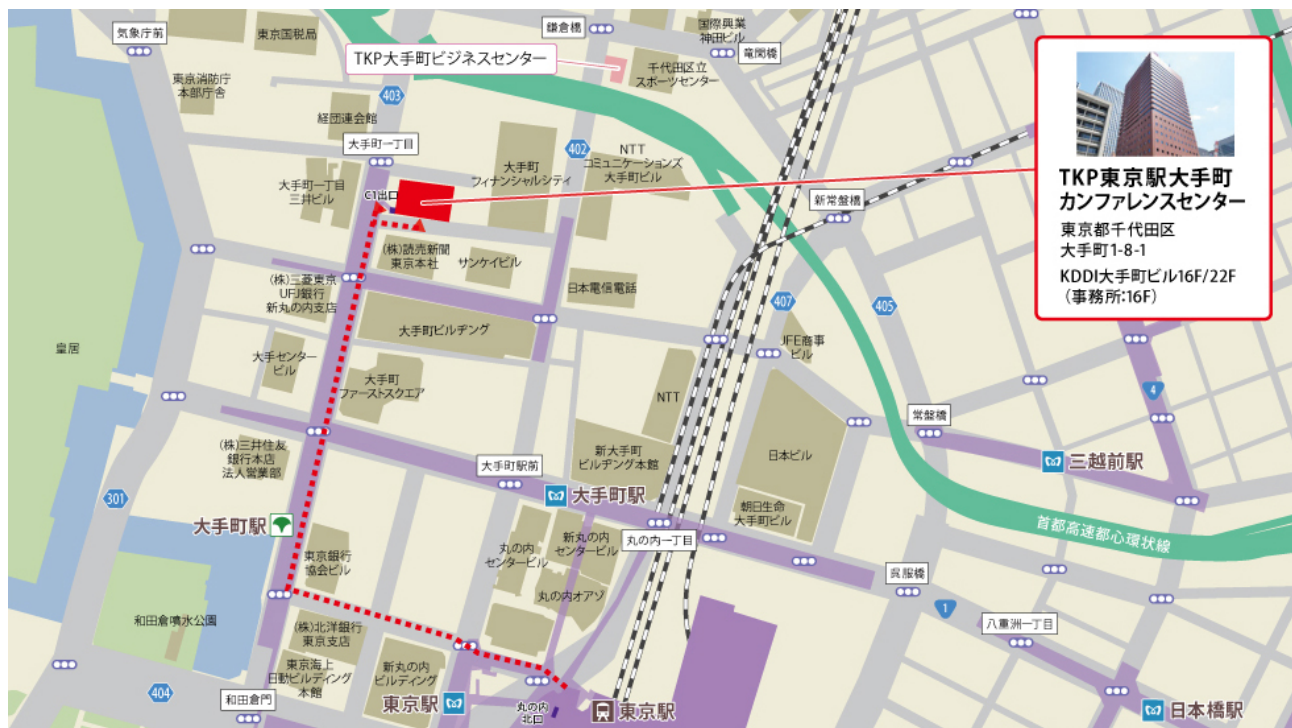 気象庁前
東京国税局
鎌倉橋
国際興業
神田ビル
竜閑橋
TKP大手町ビジネスセンター
千代田区立
スポーツセンター
東京消防庁
本部庁舎
403
経団連会館
大手町一丁目
402
大手町
フィナンシャルシティ
NTT
コミュニケーションズ
大手町ビル
大手町一丁目
三井ビル
C1出口
新常盤橋
TKP東京駅大手町
カンファレンスセンター
東京都千代田区
大手町1-8-1
KDDI大手町ビル16F/22F
(事務所:16F)
(株)読売新聞
東京本社
サンケイビル
(株)三菱東京
UFJ銀行
新丸の内支店
日本電信電話
407
405
大手町ビルヂング
JFE商事
ビル
皇居
大手センター
ビル
大手町
ファーストスクエア
NTT
4
常盤橋
(株)三井住友
銀行本店
法人営業部
大手町駅前
新大手町
ビルヂング本館
日本ビル
三越前駅
301
大手町駅
朝日生命
大手町ビル
大手町駅
丸の内
センタービル
新丸の内
センタービル
丸の内一丁目
首都高速都心環状線
東京銀行
協会ビル
丸の内オアゾ
呉服橋
1
和田倉噴水公園
(株)北洋銀行
東京支店
八重洲一丁目
東京海上
日動ビルディング
本館
新丸の内
ビルディング
404
和田倉門
東京駅
丸の内
北口
東京駅
日本橋駅